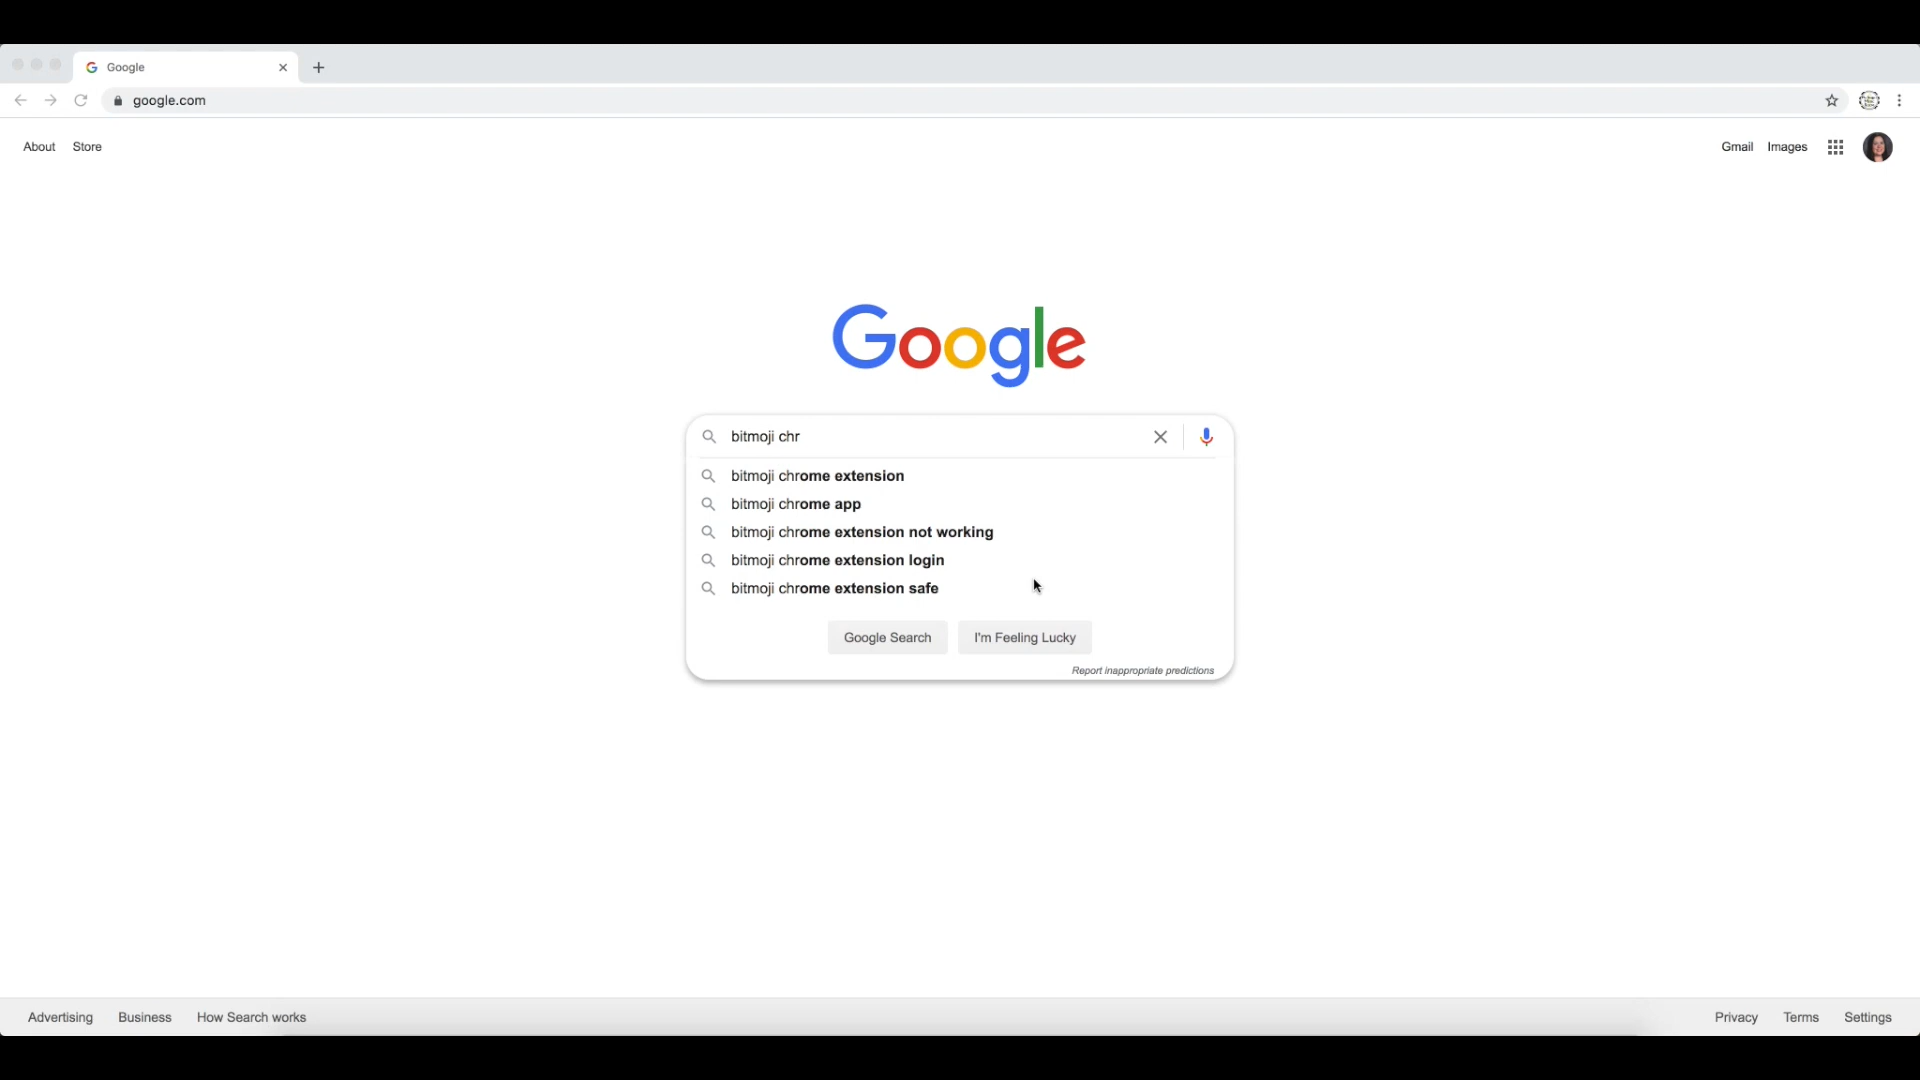 Google
google.com
About Store
Gmail Images
Google
bitmoji chr
bitmoji chrome extension
bitmoji chrome app
bitmoji chrome extension not working
bitmoji chrome extension login
bitmoji chrome extension safe
Google Search I'm Feeling Lucky
Report inappropriate predictions
Advertising Business How Search works
Privacy Terms Settings